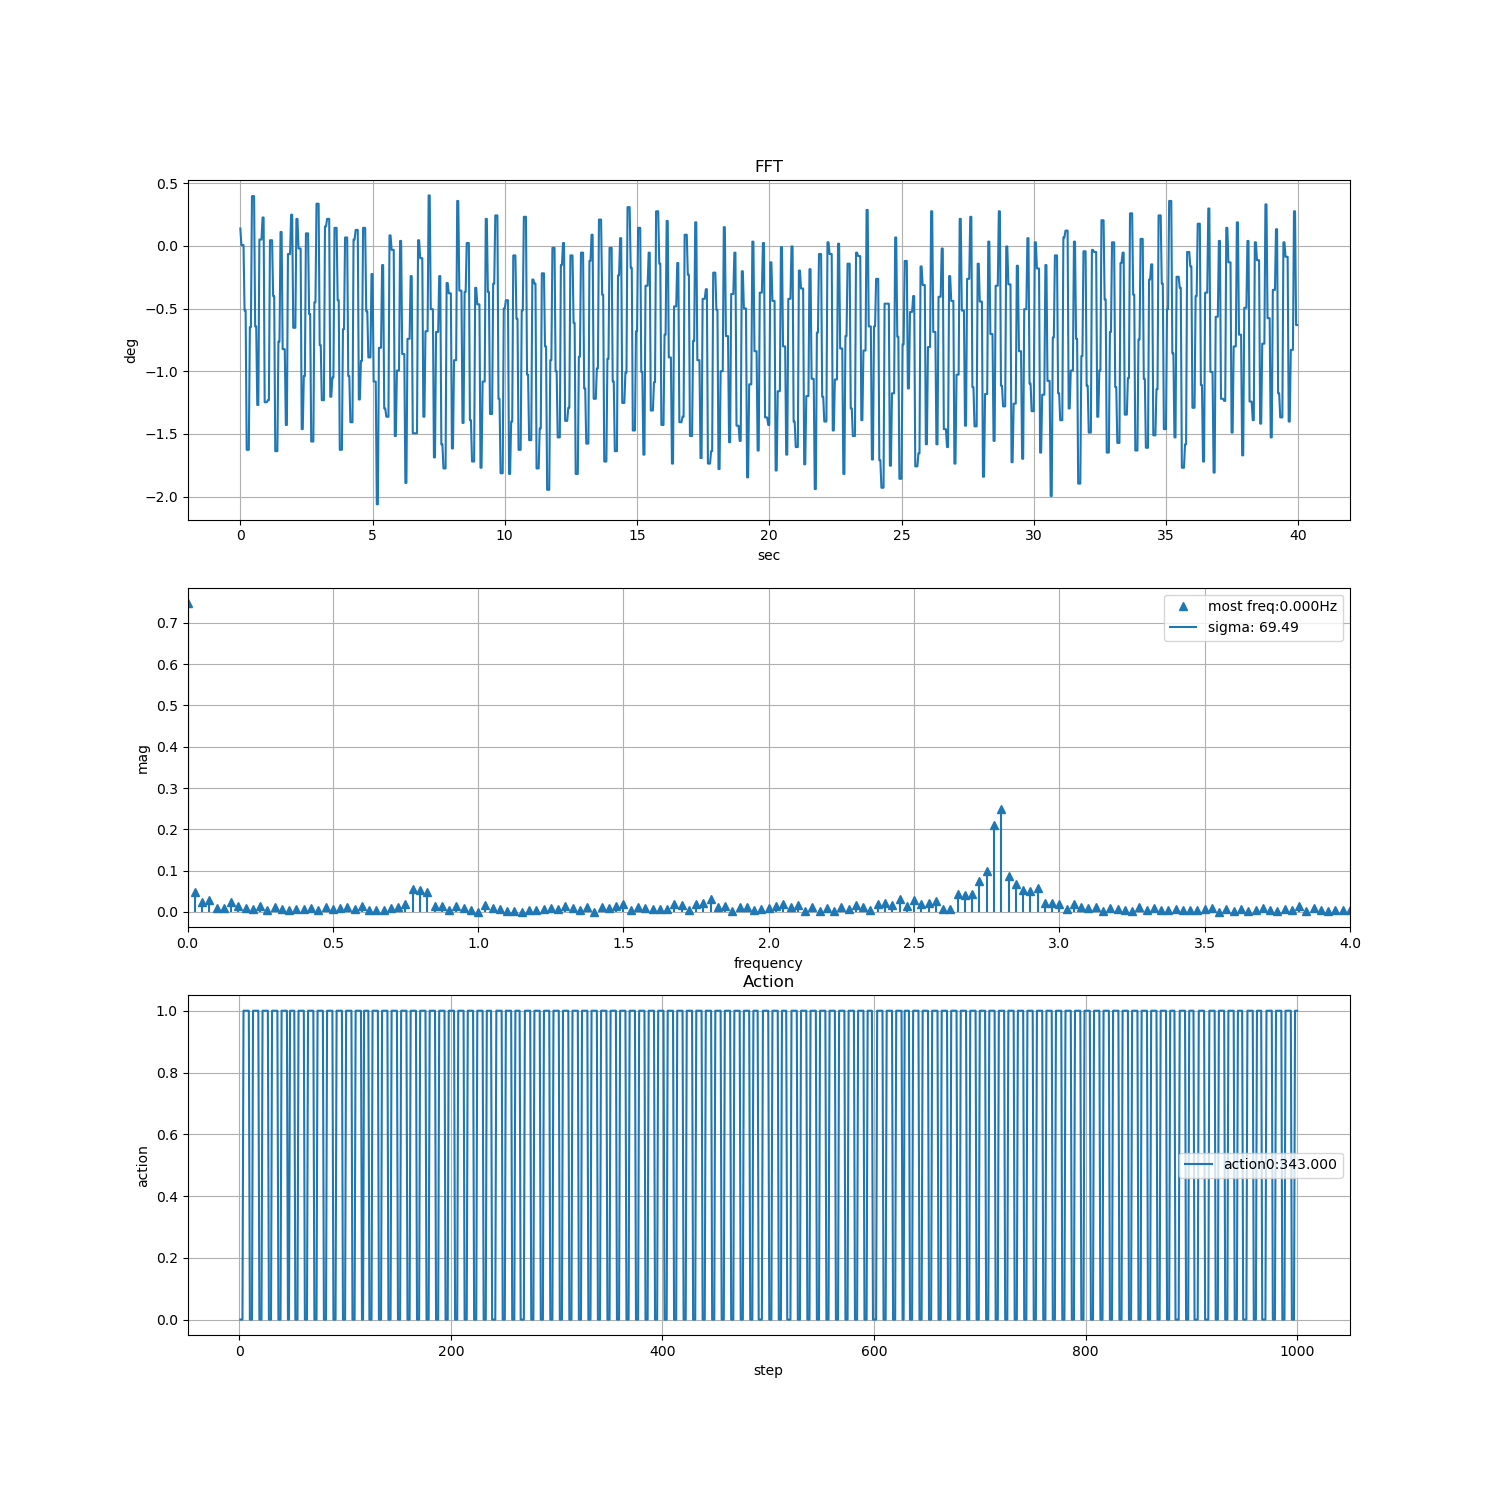 FFT
0.5
0.0
−0.5
−1.0
−1.5
−2.0
deg
0 5 10 15 20 25 30 35 40
sec
most freq:0.000Hz
sigma: 69.49
0.7
0.6
0.5
0.4
0.3
0.2
0.1
0.0
mag
0.0 0.5 1.0 1.5 2.0 2.5 3.0 3.5 4.0
frequency
Action
1.0
0.8
0.6
0.4
0.2
0.0
action
action0:343.000
0 200 400 600 800 1000
step